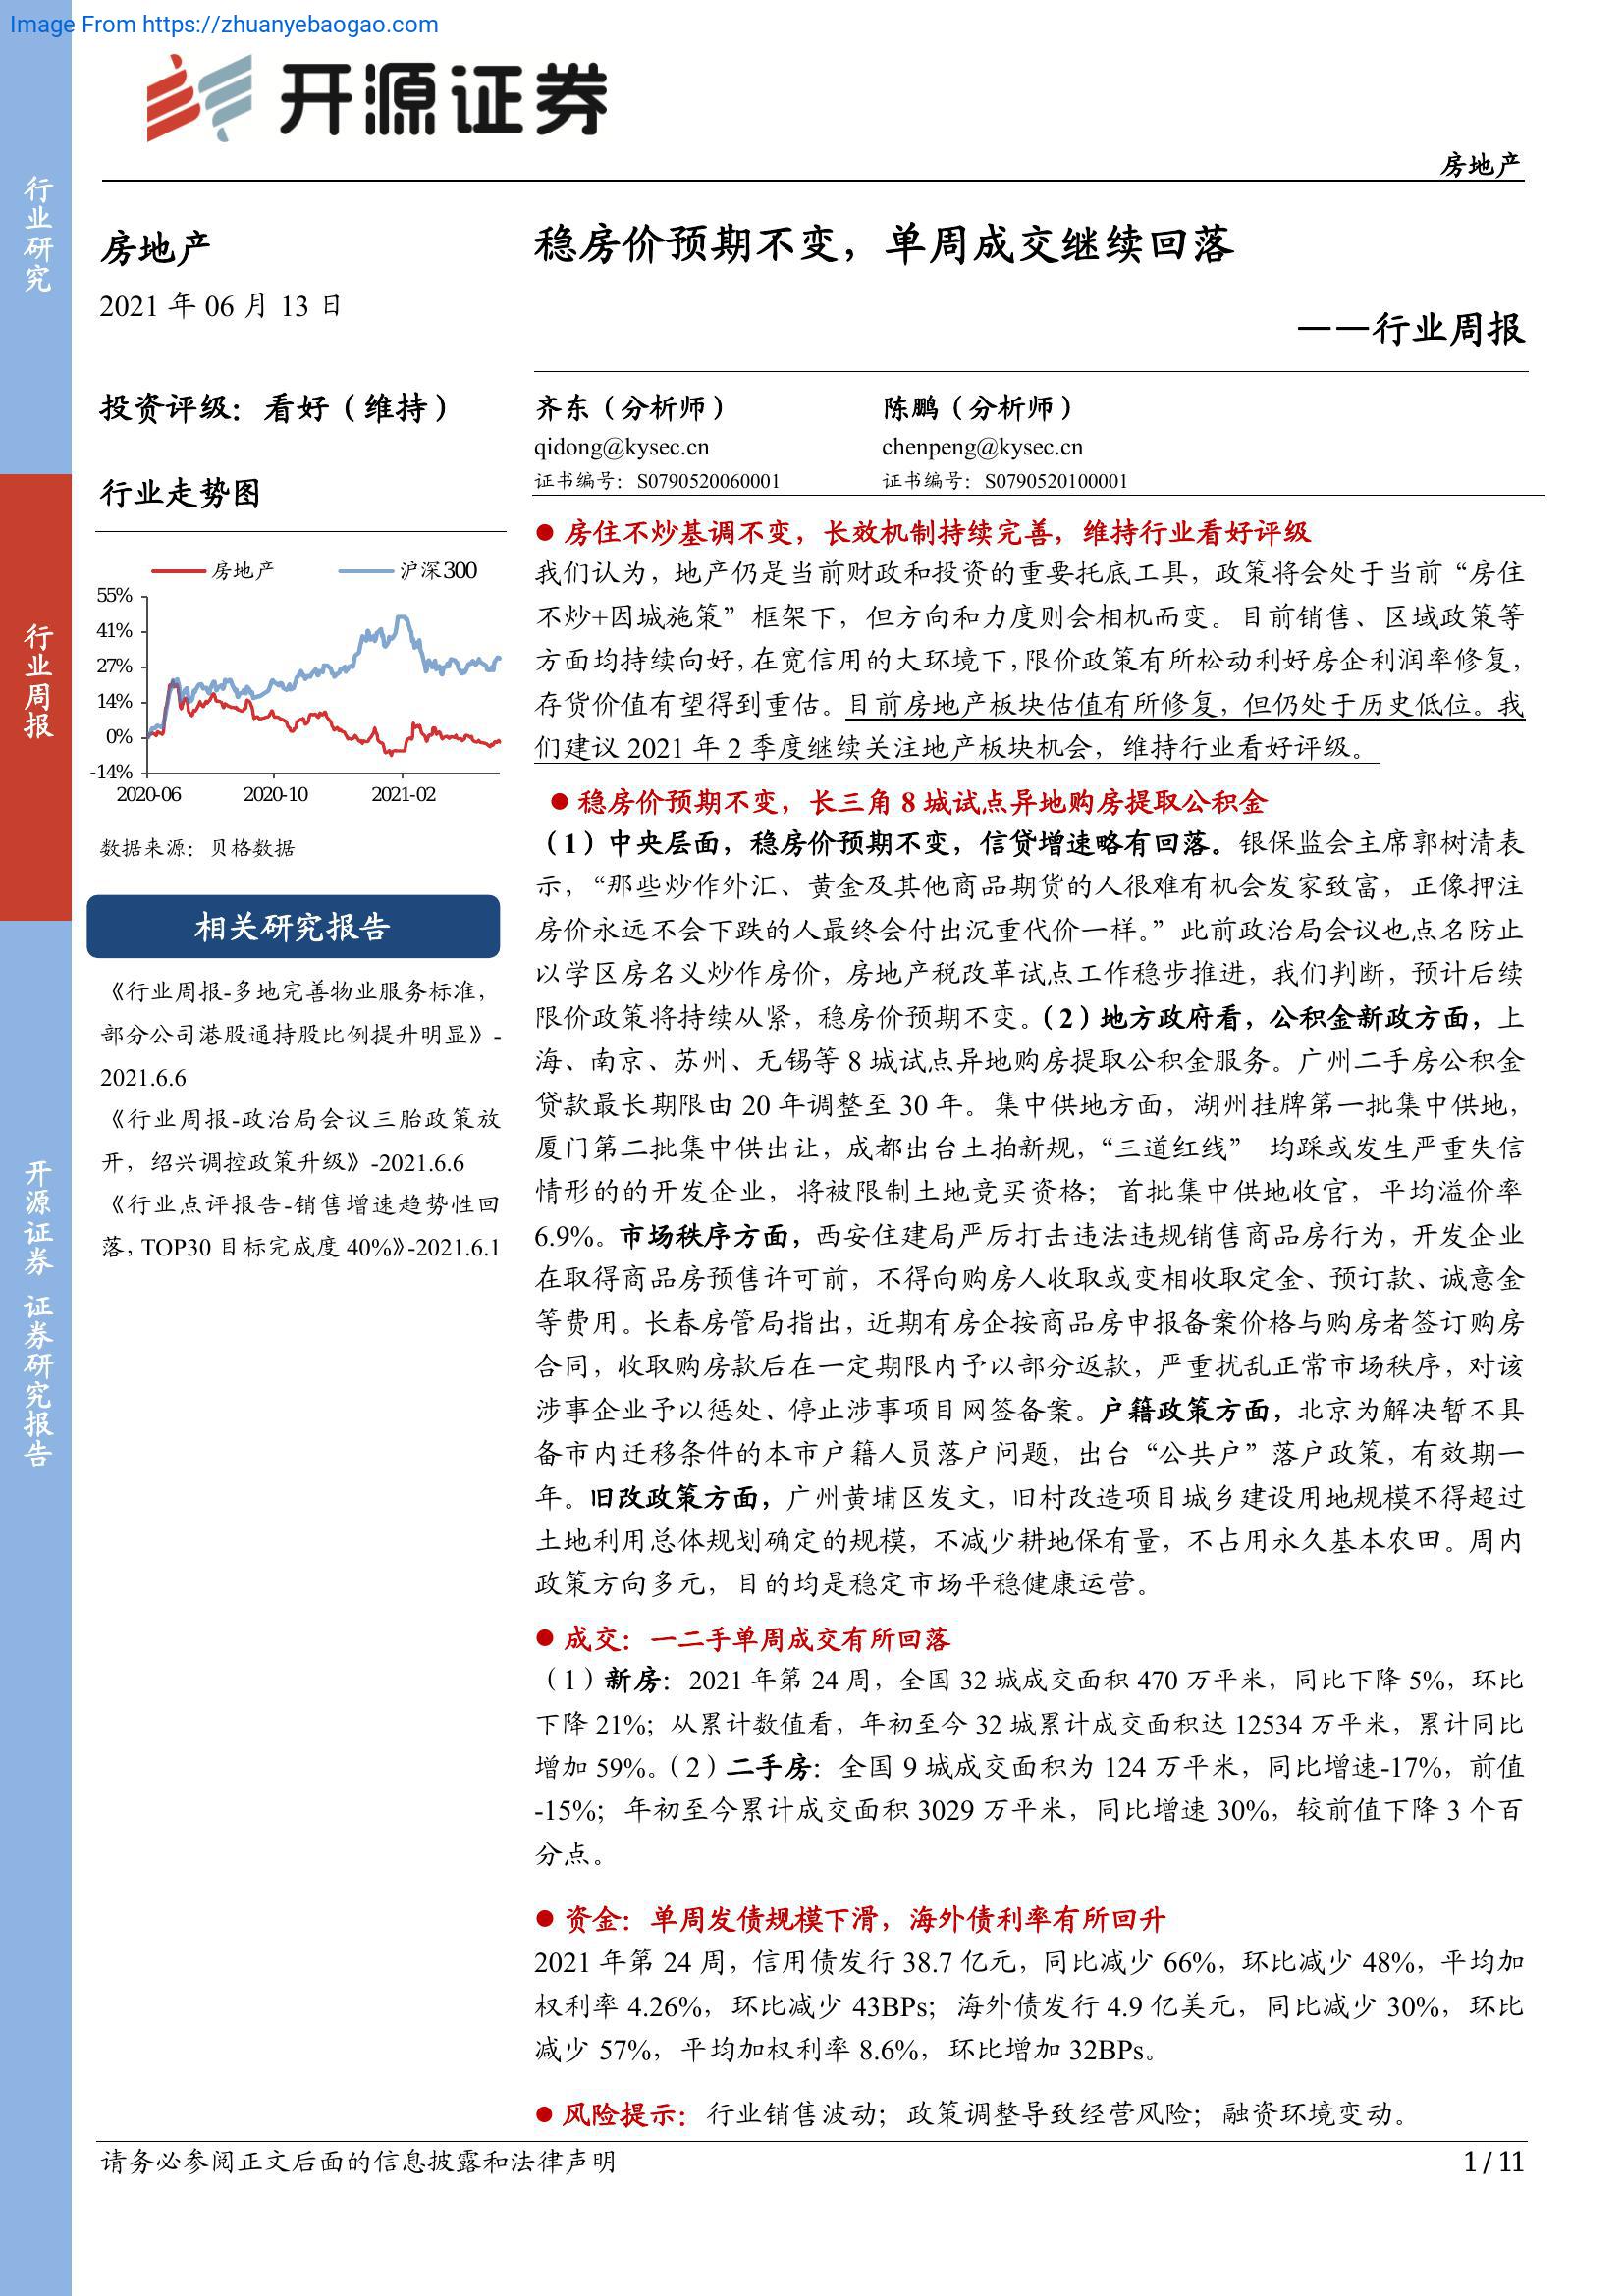 Image From https://zhuanyebaogao.com
开源证券
房地产
行业研究
行业周报
开源证券 证券研究报告
房地产
2021 年 06 月 13 日
投资评级：看好（维持）
行业走势图
房地产 沪深300
55%
41%
27%
14%
0%
-14%
2020-06 2020-10 2021-02
数据来源：贝格数据
相关研究报告
《行业周报-多地完善物业服务标准，
部分公司港股通持股比例提升明显》-
2021.6.6
《行业周报-政治局会议三胎政策放
开，绍兴调控政策升级》-2021.6.6
《行业点评报告-销售增速趋势性回
落，TOP30 目标完成度 40%》-2021.6.1
稳房价预期不变，单周成交继续回落
——行业周报
齐东（分析师） 陈鹏（分析师）
qidong@kysec.cn chenpeng@kysec.cn
证书编号：S0790520060001 证书编号：S0790520100001
● 房住不炒基调不变，长效机制持续完善，维持行业看好评级
我们认为，地产仍是当前财政和投资的重要托底工具，政策将会处于当前“房住
不炒+因城施策”框架下，但方向和力度则会相机而变。目前销售、区域政策等
方面均持续向好，在宽信用的大环境下，限价政策有所松动利好房企利润率修复，
存货价值有望得到重估。目前房地产板块估值有所修复，但仍处于历史低位。我
们建议 2021 年 2 季度继续关注地产板块机会，维持行业看好评级。
● 稳房价预期不变，长三角 8 城试点异地购房提取公积金
（1）中央层面，稳房价预期不变，信贷增速略有回落。银保监会主席郭树清表
示，“那些炒作外汇、黄金及其他商品期货的人很难有机会发家致富，正像押注
房价永远不会下跌的人最终会付出沉重代价一样。”此前政治局会议也点名防止
以学区房名义炒作房价，房地产税改革试点工作稳步推进，我们判断，预计后续
限价政策将持续从紧，稳房价预期不变。（2）地方政府看，公积金新政方面，上
海、南京、苏州、无锡等 8 城试点异地购房提取公积金服务。广州二手房公积金
贷款最长期限由 20 年调整至 30 年。集中供地方面，湖州挂牌第一批集中供地，
厦门第二批集中供出让，成都出台土拍新规，“三道红线” 均踩或发生严重失信
情形的的开发企业，将被限制土地竞买资格；首批集中供地收官，平均溢价率
6.9%。市场秩序方面，西安住建局严厉打击违法违规销售商品房行为，开发企业
在取得商品房预售许可前，不得向购房人收取或变相收取定金、预订款、诚意金
等费用。长春房管局指出，近期有房企按商品房申报备案价格与购房者签订购房
合同，收取购房款后在一定期限内予以部分返款，严重扰乱正常市场秩序，对该
涉事企业予以惩处、停止涉事项目网签备案。户籍政策方面，北京为解决暂不具
备市内迁移条件的本市户籍人员落户问题，出台“公共户”落户政策，有效期一
年。旧改政策方面，广州黄埔区发文，旧村改造项目城乡建设用地规模不得超过
土地利用总体规划确定的规模，不减少耕地保有量，不占用永久基本农田。周内
政策方向多元，目的均是稳定市场平稳健康运营。
● 成交：一二手单周成交有所回落
（1）新房：2021 年第 24 周，全国 32 城成交面积 470 万平米，同比下降 5%，环比
下降 21%；从累计数值看，年初至今 32 城累计成交面积达 12534 万平米，累计同比
增加 59%。（2）二手房：全国 9 城成交面积为 124 万平米，同比增速-17%，前值
-15%；年初至今累计成交面积 3029 万平米，同比增速 30%，较前值下降 3 个百
分点。
● 资金：单周发债规模下滑，海外债利率有所回升
2021 年第 24 周，信用债发行 38.7 亿元，同比减少 66%，环比减少 48%，平均加
权利率 4.26%，环比减少 43BPs；海外债发行 4.9 亿美元，同比减少 30%，环比
减少 57%，平均加权利率 8.6%，环比增加 32BPs。
● 风险提示：行业销售波动；政策调整导致经营风险；融资环境变动。
请务必参阅正文后面的信息披露和法律声明 1 / 11